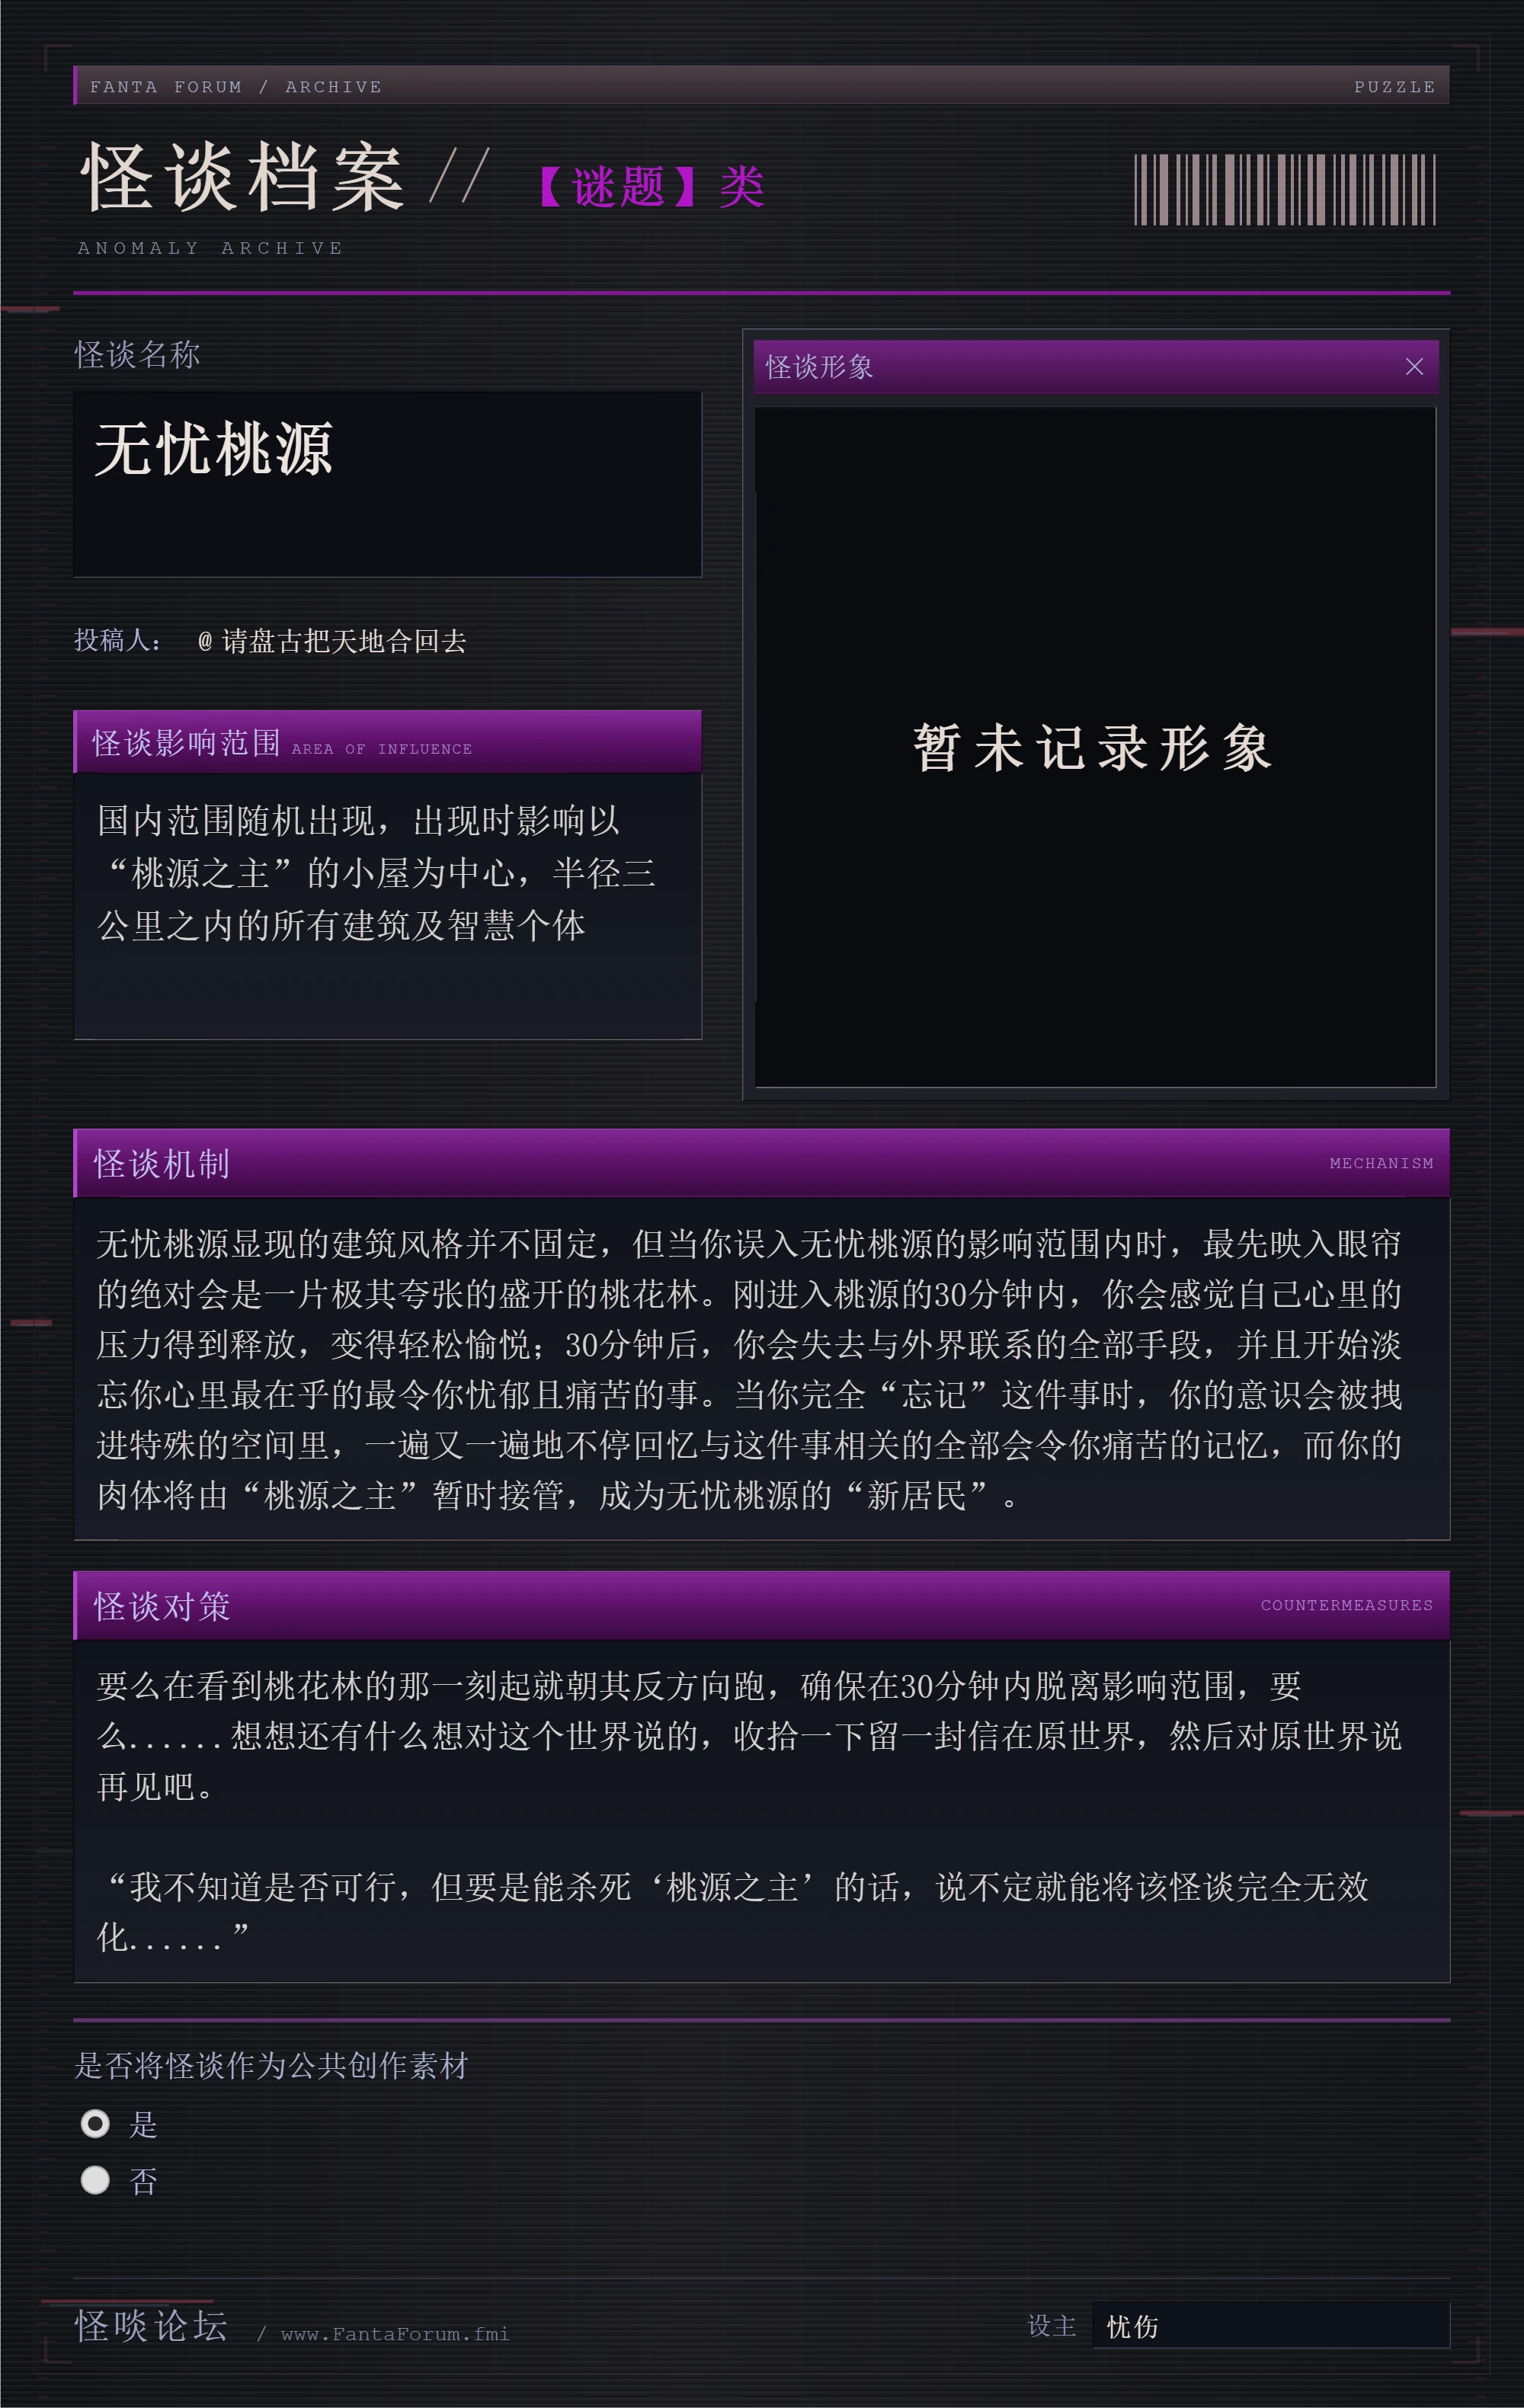 FANTA FORUM / ARCHIVE
PUZZLE
怪谈档案 // 【谜题】类
ANOMALY ARCHIVE
怪谈名称
无忧桃源
投稿人： @请盘古把天地合回去
怪谈影响范围 AREA OF INFLUENCE
国内范围随机出现，出现时影响以
“桃源之主”的小屋为中心，半径三
公里之内的所有建筑及智慧个体
怪谈形象
暂未记录形象
怪谈机制
MECHANISM
无忧桃源显现的建筑风格并不固定，但当你误入无忧桃源的影响范围内时，最先映入眼帘
的绝对会是一片极其夸张的盛开的桃花林。刚进入桃源的30分钟内，你会感觉自己心里的
压力得到释放，变得轻松愉悦；30分钟后，你会失去与外界联系的全部手段，并且开始淡
忘你心里最在乎的最令你忧郁且痛苦的事。当你完全“忘记”这件事时，你的意识会被拽
进特殊的空间里，一遍又一遍地不停回忆与这件事相关的全部会令你痛苦的记忆，而你的
肉体将由“桃源之主”暂时接管，成为无忧桃源的“新居民”。
怪谈对策
COUNTERMEASURES
要么在看到桃花林的那一刻起就朝其反方向跑，确保在30分钟内脱离影响范围，要
么......想想还有什么想对这个世界说的，收拾一下留一封信在原世界，然后对原世界说
再见吧。
“我不知道是否可行，但要是能杀死‘桃源之主’的话，说不定就能将该怪谈完全无效
化......”
是否将怪谈作为公共创作素材
是
否
怪啖论坛 / www.FantaForum.fmi
设主 忧伤